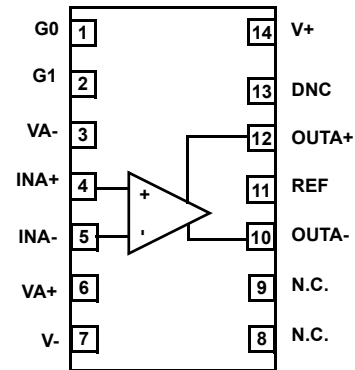 G0 1 14 V+
G1 2 13 DNC
VA- 3 12 OUTA+
INA+ 4 + 11 REF
INA- 5 - 10 OUTA-
VA+ 6 9 N.C.
V- 7 8 N.C.